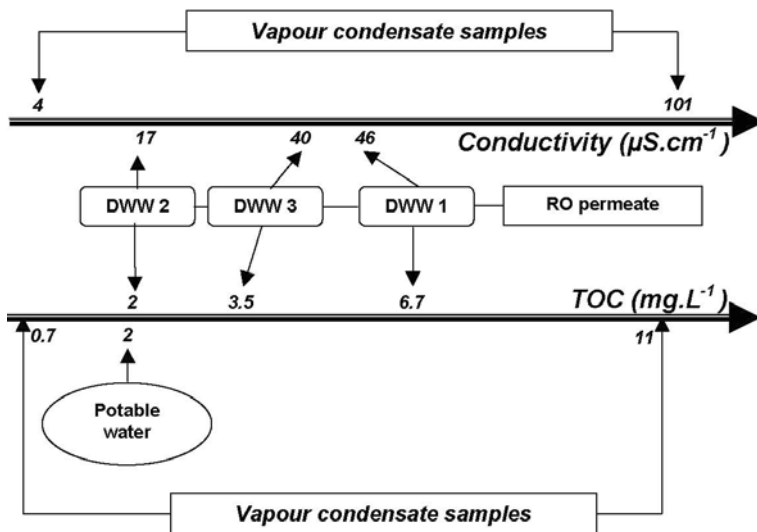 Vapour condensate samples
4 101
Conductivity (µS.cm⁻¹)
17 40 46
DWW 2 DWW 3 DWW 1 RO permeate
2 3.5 6.7 TOC (mg.L⁻¹)
0.7 2 11
Potable
water
Vapour condensate samples